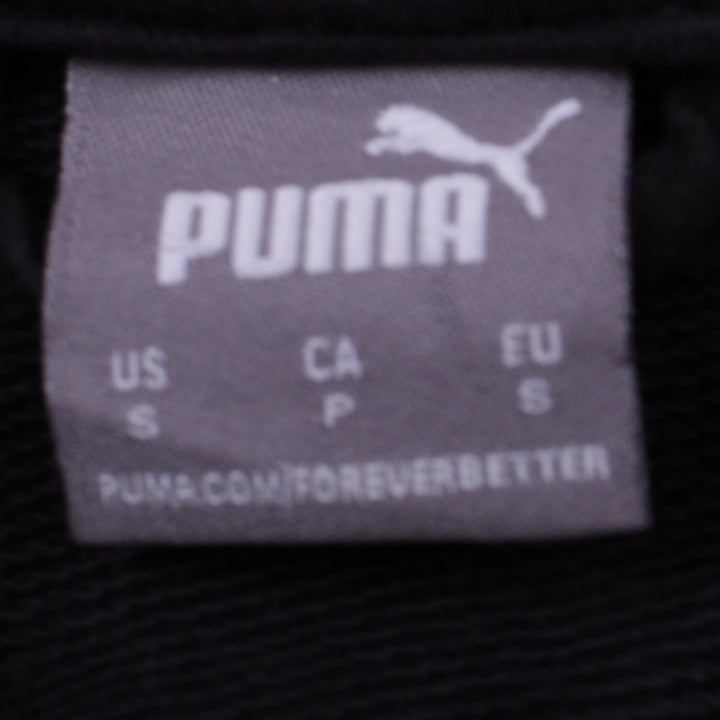 PUMA
US CA EU
S P S
PUMA.COM/FOREVERBETTER